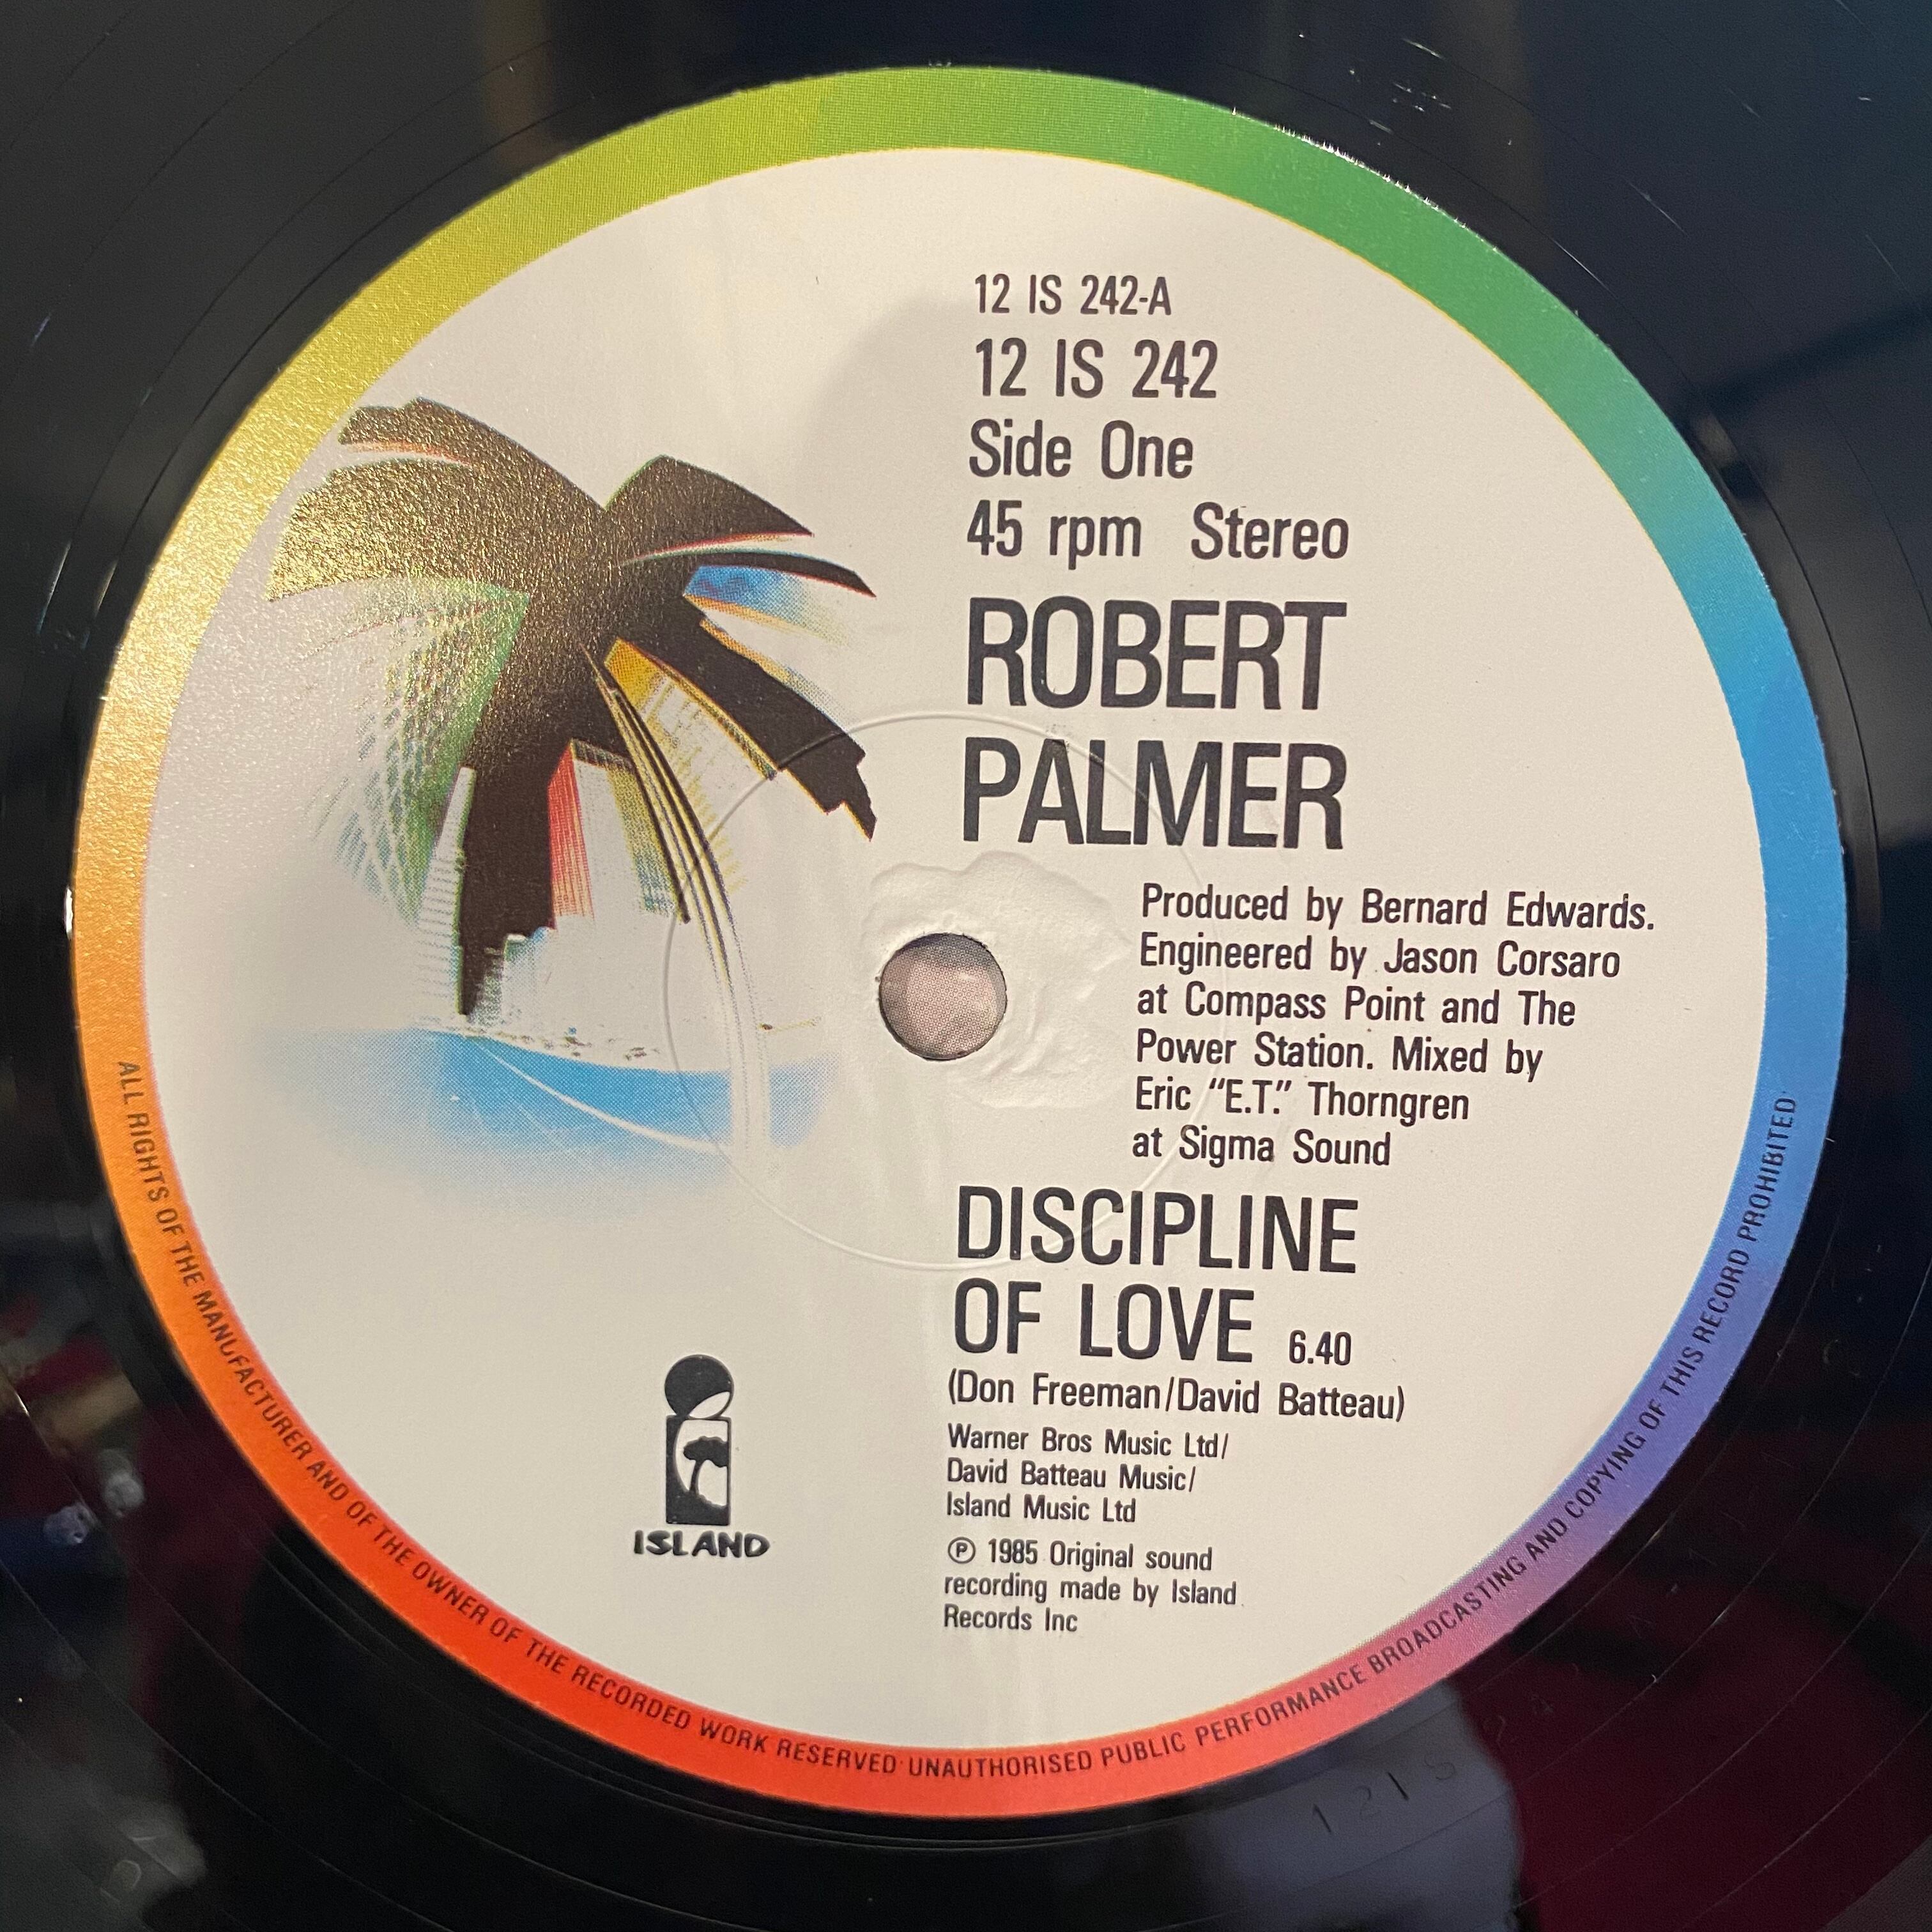 12 IS 242-A
12 IS 242
Side One
45 rpm Stereo
ROBERT
PALMER
Produced by Bernard Edwards.
Engineered by Jason Corsaro
at Compass Point and The
Power Station. Mixed by
Eric “E.T.” Thorngren
at Sigma Sound
DISCIPLINE
OF LOVE 6.40
(Don Freeman/David Batteau)
Warner Bros Music Ltd/
David Batteau Music/
Island Music Ltd
℗ 1985 Original sound
recording made by Island
Records Inc
ISLAND
ALL RIGHTS OF THE MANUFACTURER AND OF THE OWNER OF THE RECORDED WORK RESERVED · UNAUTHORISED PUBLIC PERFORMANCE BROADCASTING AND COPYING OF THIS RECORD PROHIBITED ·